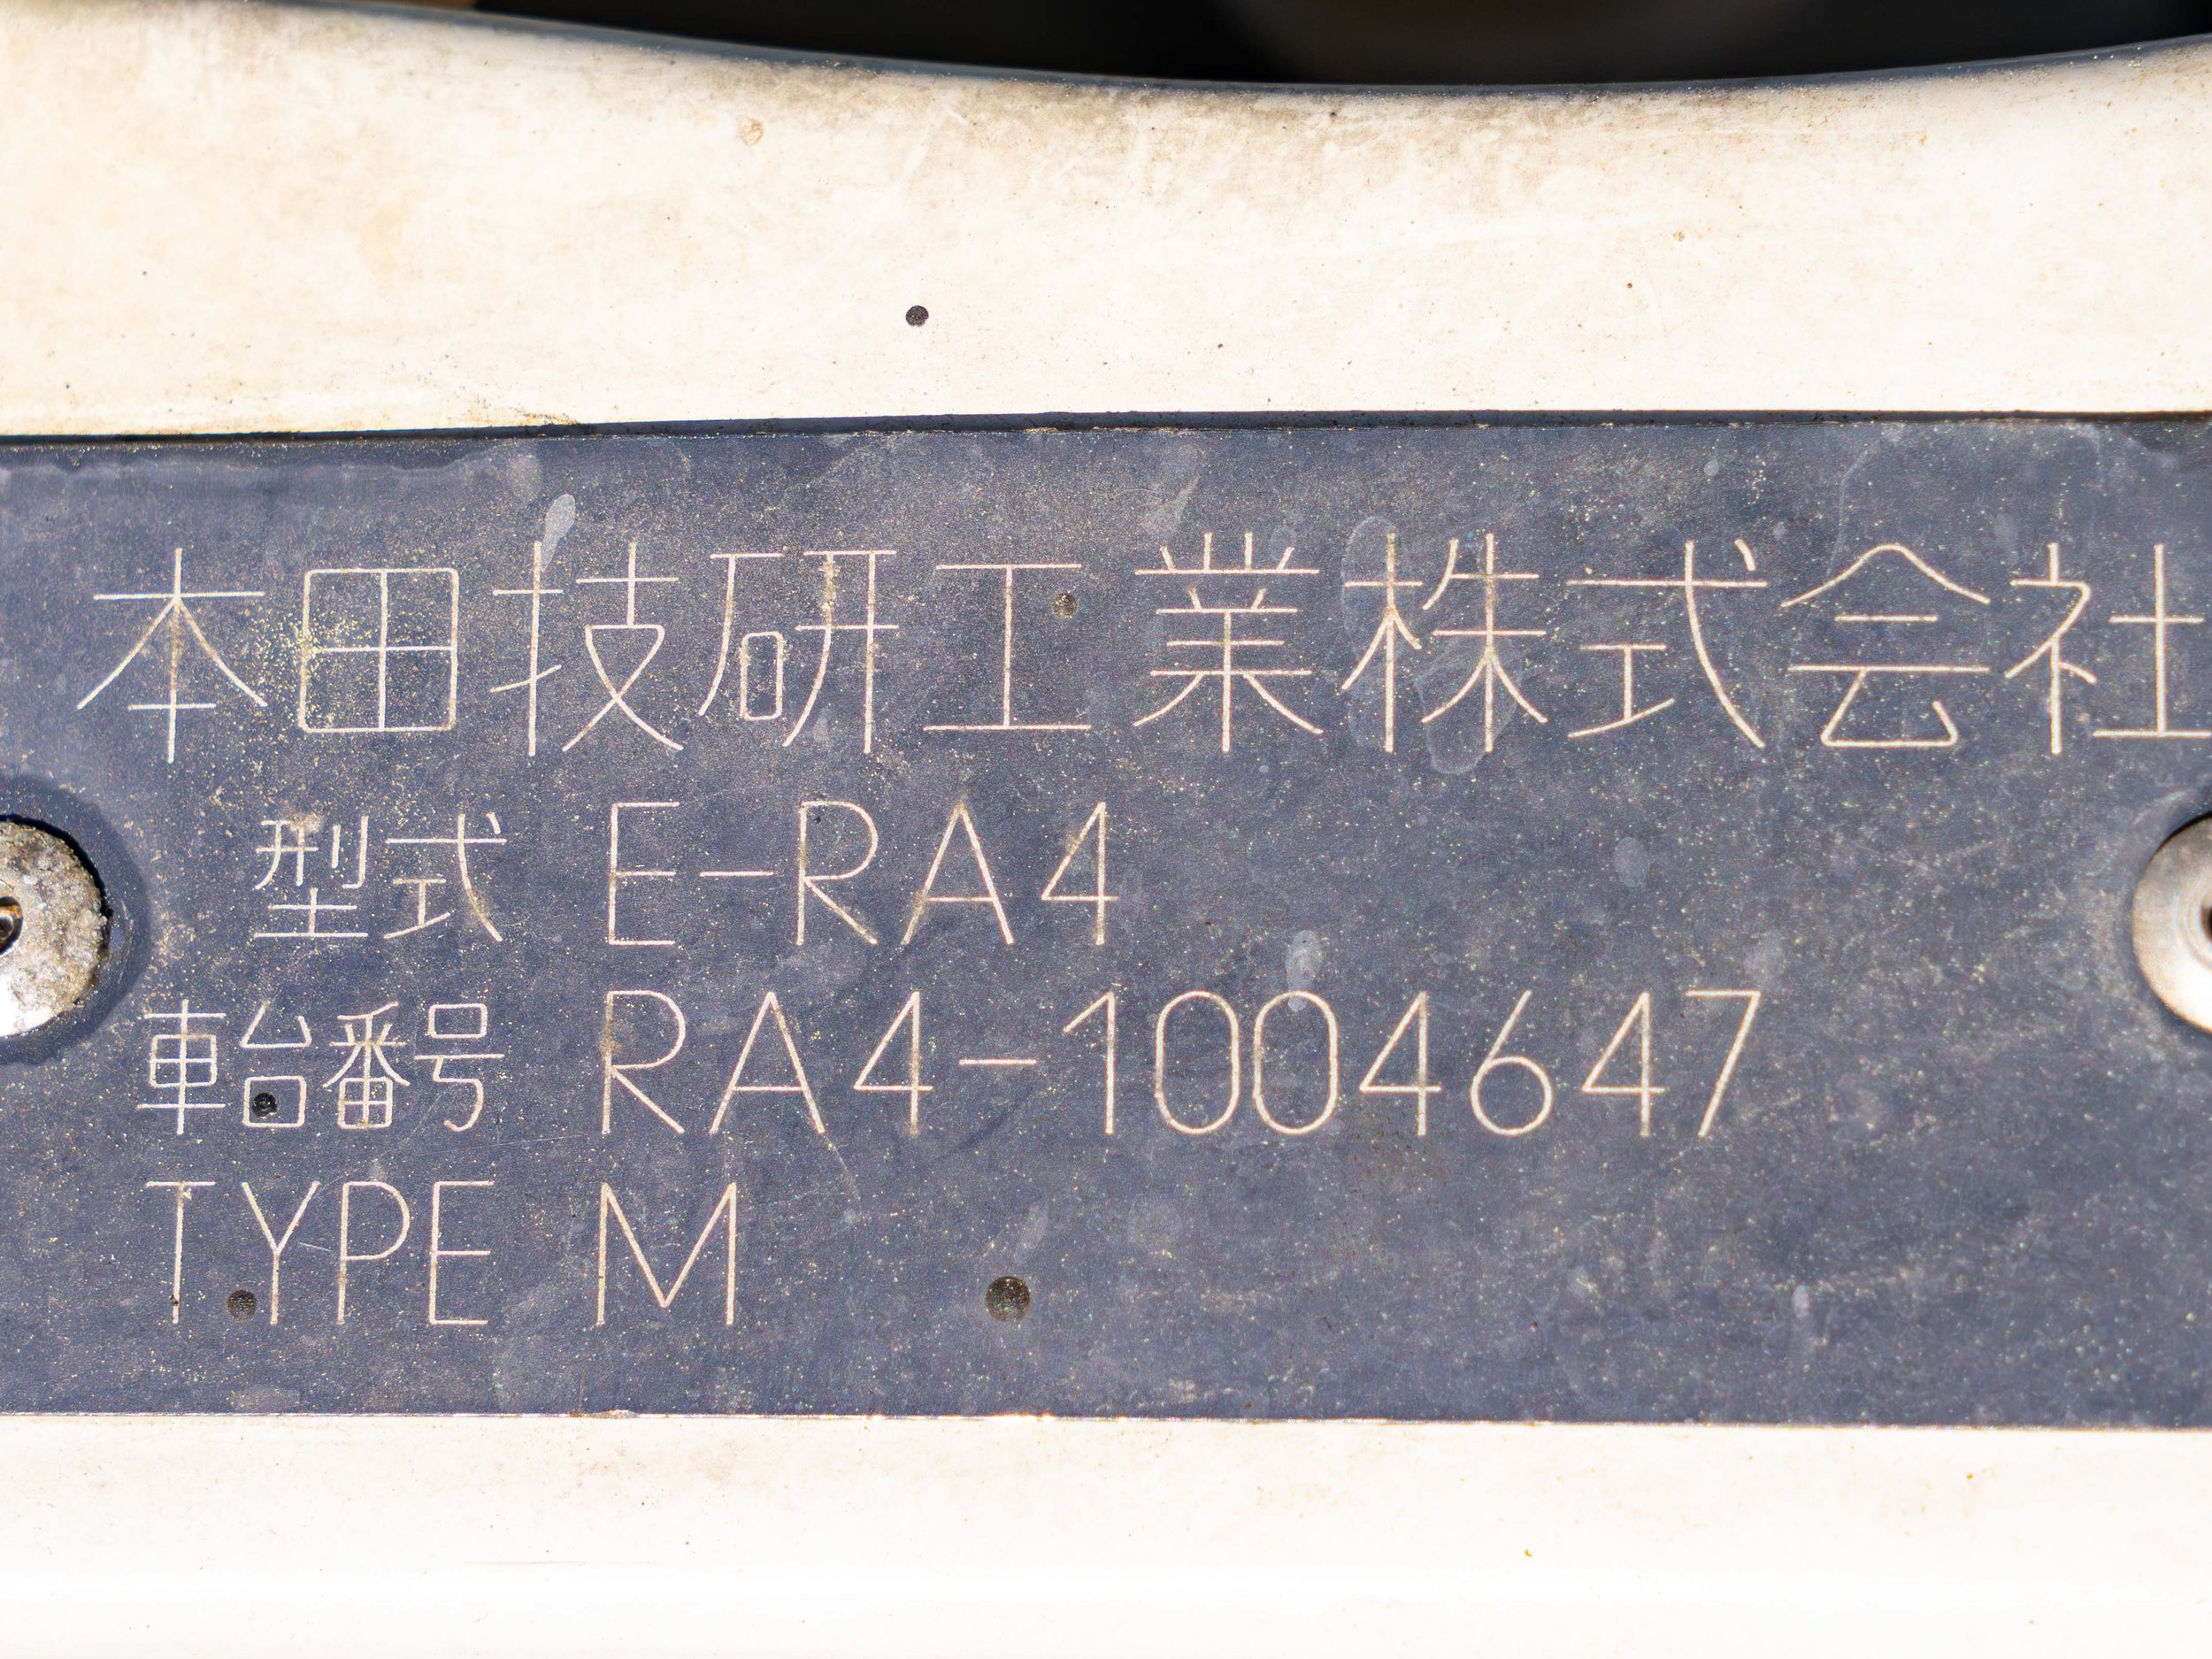 本田技研工業株式会社
型式 E-RA4
車台番号 RA4-1004647
TYPE M